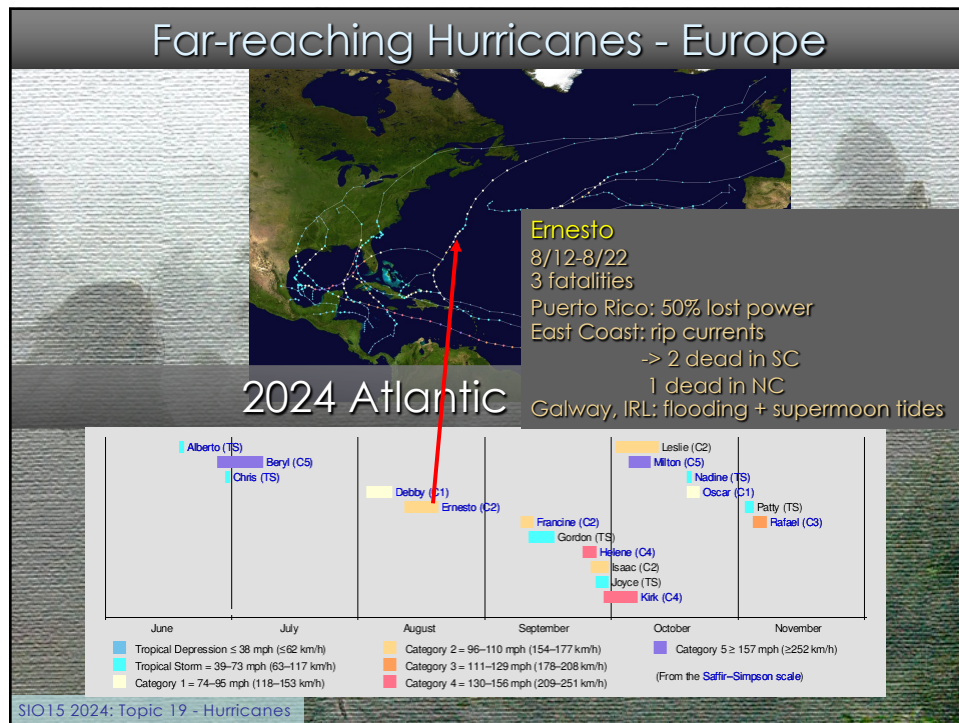 Far-reaching Hurricanes - Europe
Ernesto
8/12-8/22
3 fatalities
Puerto Rico: 50% lost power
East Coast: rip currents
-> 2 dead in SC
1 dead in NC
Galway, IRL: flooding + supermoon tides
2024 Atlantic
Alberto (TS)
Beryl (C5)
Chris (TS)
Debby (C1)
Ernesto (C2)
Francine (C2)
Gordon (TS)
Helene (C4)
Isaac (C2)
Joyce (TS)
Kirk (C4)
Leslie (C2)
Milton (C5)
Nadine (TS)
Oscar (C1)
Patty (TS)
Rafael (C3)
June July August September October November
Tropical Depression ≤ 38 mph (≤62 km/h)
Tropical Storm = 39–73 mph (63–117 km/h)
Category 1 = 74–95 mph (118–153 km/h)
Category 2 = 96–110 mph (154–177 km/h)
Category 3 = 111–129 mph (178–208 km/h)
Category 4 = 130–156 mph (209–251 km/h)
Category 5 ≥ 157 mph (≥252 km/h)
(From the Saffir–Simpson scale)
SIO15 2024: Topic 19 - Hurricanes